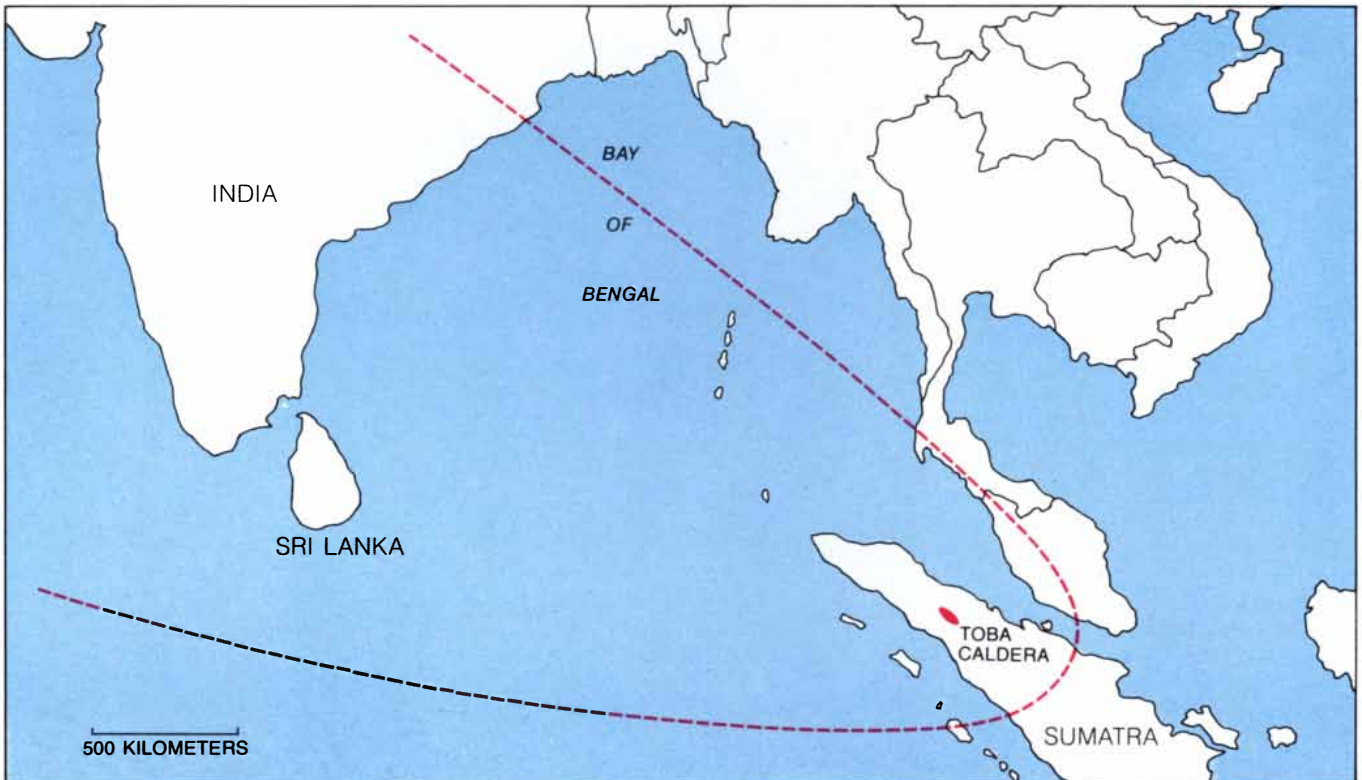 INDIA
BAY
OF
BENGAL
SRI LANKA
TOBA
CALDERA
SUMATRA
500 KILOMETERS